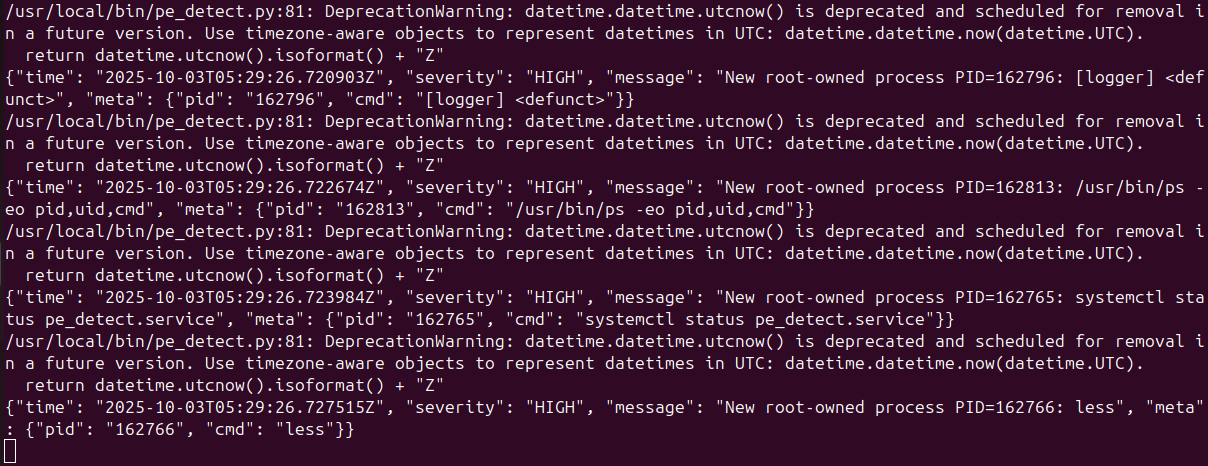 /usr/local/bin/pe_detect.py:81: DeprecationWarning: datetime.datetime.utcnow() is deprecated and scheduled for removal i
n a future version. Use timezone-aware objects to represent datetimes in UTC: datetime.datetime.now(datetime.UTC).
  return datetime.utcnow().isoformat() + "Z"
{"time": "2025-10-03T05:29:26.720903Z", "severity": "HIGH", "message": "New root-owned process PID=162796: [logger] <def
unct>", "meta": {"pid": "162796", "cmd": "[logger] <defunct>"}}
/usr/local/bin/pe_detect.py:81: DeprecationWarning: datetime.datetime.utcnow() is deprecated and scheduled for removal i
n a future version. Use timezone-aware objects to represent datetimes in UTC: datetime.datetime.now(datetime.UTC).
  return datetime.utcnow().isoformat() + "Z"
{"time": "2025-10-03T05:29:26.722674Z", "severity": "HIGH", "message": "New root-owned process PID=162813: /usr/bin/ps -
eo pid,uid,cmd", "meta": {"pid": "162813", "cmd": "/usr/bin/ps -eo pid,uid,cmd"}}
/usr/local/bin/pe_detect.py:81: DeprecationWarning: datetime.datetime.utcnow() is deprecated and scheduled for removal i
n a future version. Use timezone-aware objects to represent datetimes in UTC: datetime.datetime.now(datetime.UTC).
  return datetime.utcnow().isoformat() + "Z"
{"time": "2025-10-03T05:29:26.723984Z", "severity": "HIGH", "message": "New root-owned process PID=162765: systemctl sta
tus pe_detect.service", "meta": {"pid": "162765", "cmd": "systemctl status pe_detect.service"}}
/usr/local/bin/pe_detect.py:81: DeprecationWarning: datetime.datetime.utcnow() is deprecated and scheduled for removal i
n a future version. Use timezone-aware objects to represent datetimes in UTC: datetime.datetime.now(datetime.UTC).
  return datetime.utcnow().isoformat() + "Z"
{"time": "2025-10-03T05:29:26.727515Z", "severity": "HIGH", "message": "New root-owned process PID=162766: less", "meta"
: {"pid": "162766", "cmd": "less"}}